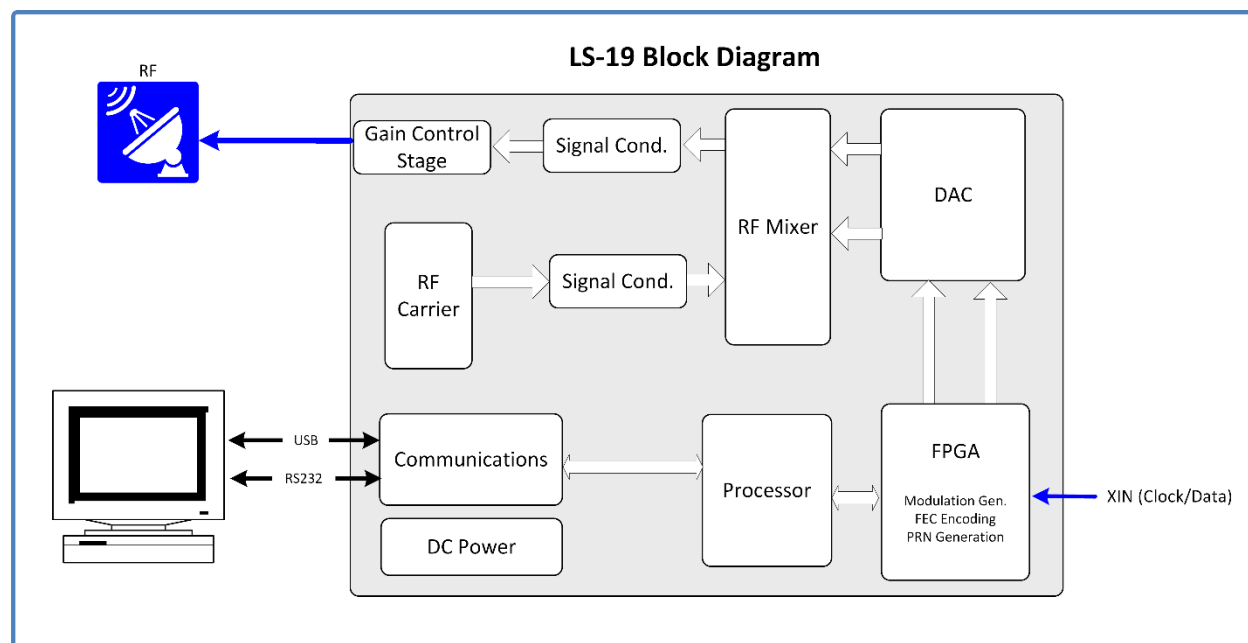 LS-19 Block Diagram
RF
Gain Control
Stage
Signal Cond.
RF Mixer
DAC
RF
Carrier
Signal Cond.
USB
RS232
Communications
DC Power
Processor
FPGA
Modulation Gen.
FEC Encoding
PRN Generation
XIN (Clock/Data)